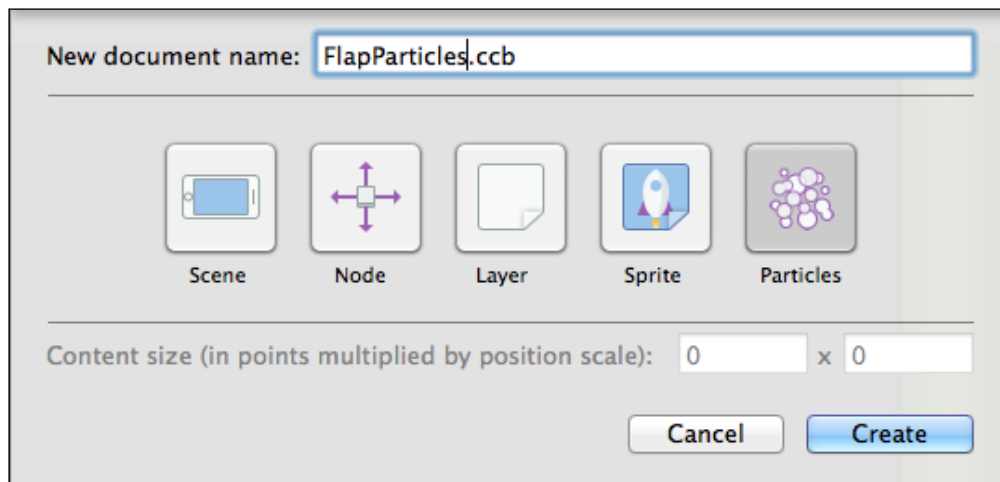 New document name: FlapParticles.ccb
Scene Node Layer Sprite Particles
Content size (in points multiplied by position scale): 0 x 0
Cancel Create